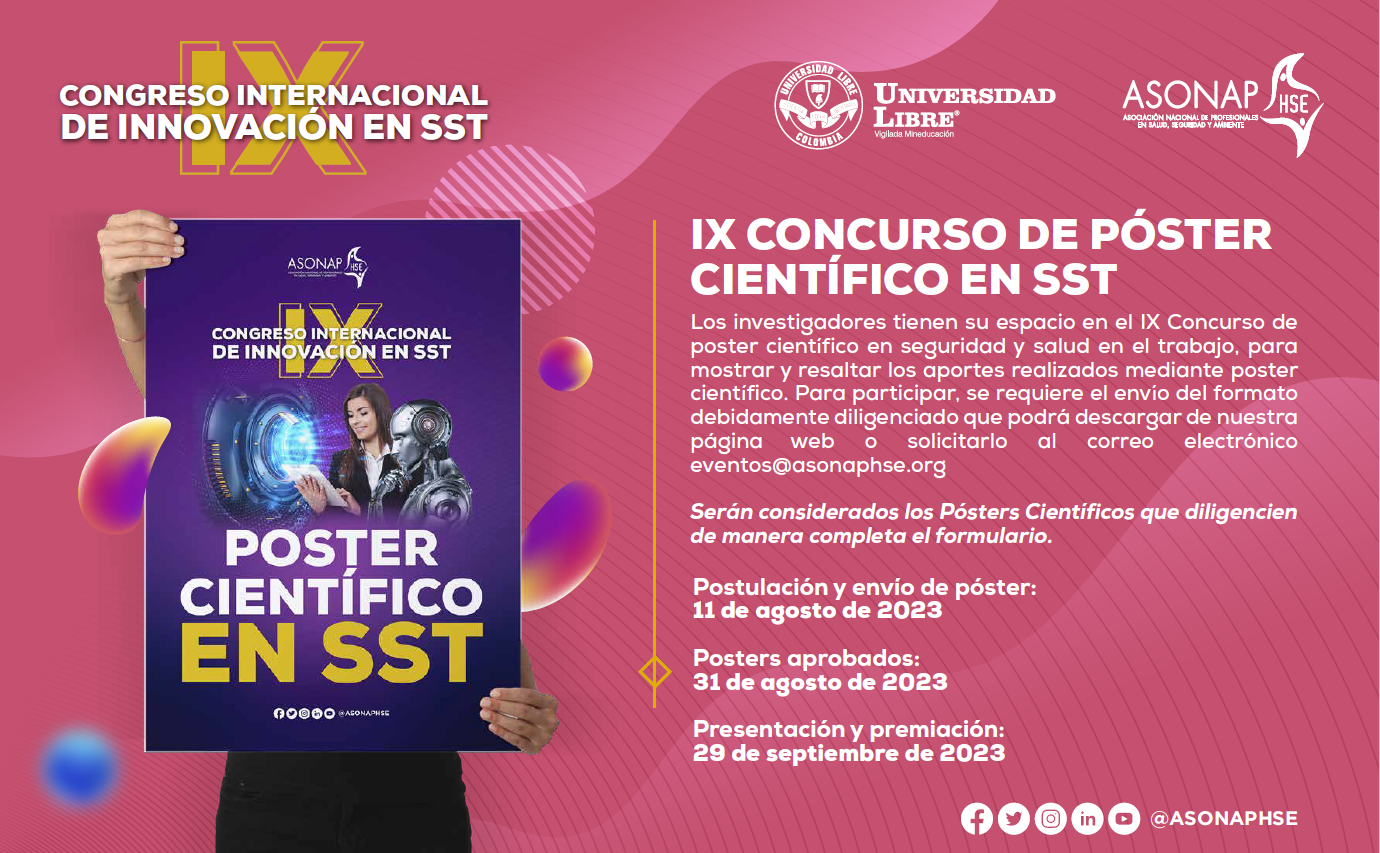 IX
CONGRESO INTERNACIONAL
DE INNOVACIÓN EN SST
UNIVERSIDAD LIBRE
COLOMBIA
UNIVERSIDAD
LIBRE®
Vigilada Mineducación
ASONAP
HSE
ASOCIACIÓN NACIONAL DE PROFESIONALES
EN SALUD, SEGURIDAD Y AMBIENTE
ASONAP
HSE
IX
CONGRESO INTERNACIONAL
DE INNOVACIÓN EN SST
POSTER
CIENTÍFICO
EN SST
@ASONAPHSE
IX CONCURSO DE PÓSTER
CIENTÍFICO EN SST
Los investigadores tienen su espacio en el IX Concurso de
poster científico en seguridad y salud en el trabajo, para
mostrar y resaltar los aportes realizados mediante poster
científico. Para participar, se requiere el envío del formato
debidamente diligenciado que podrá descargar de nuestra
página web o solicitarlo al correo electrónico
eventos@asonaphse.org
Serán considerados los Pósters Científicos que diligencien
de manera completa el formulario.
Postulación y envío de póster:
11 de agosto de 2023
Posters aprobados:
31 de agosto de 2023
Presentación y premiación:
29 de septiembre de 2023
@ASONAPHSE